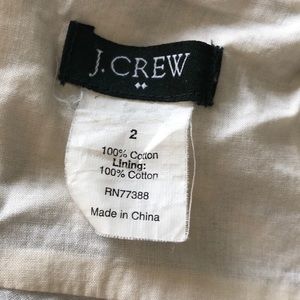 J.CREW
2
100% Cotton
Lining:
100% Cotton
RN77388
Made in China